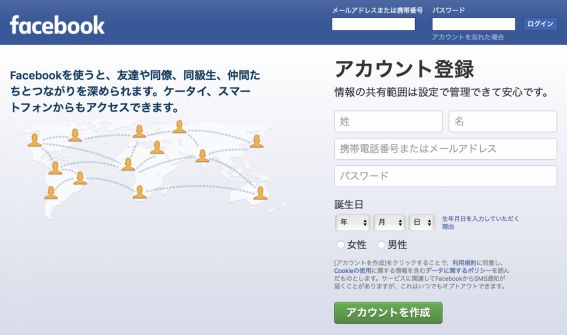 facebook
メールアドレスまたは携帯番号
パスワード
ログイン
アカウントを忘れた場合
Facebookを使うと、友達や同僚、同級生、仲間た
ちとつながりを深められます。ケータイ、スマー
トフォンからもアクセスできます。
アカウント登録
情報の共有範囲は設定で管理できて安心です。
姓
名
携帯電話番号またはメールアドレス
パスワード
誕生日
年
月
日
生年月日を入力していただく
理由
女性
男性
[アカウントを作成]をクリックすることで、利用規約に同意し、
Cookieの使用に関する情報を含むデータに関するポリシーを読ん
だものとします。サービスに関連してFacebookからSMS通知が
届くことがありますが、これはいつでもオプトアウトできます。
アカウントを作成